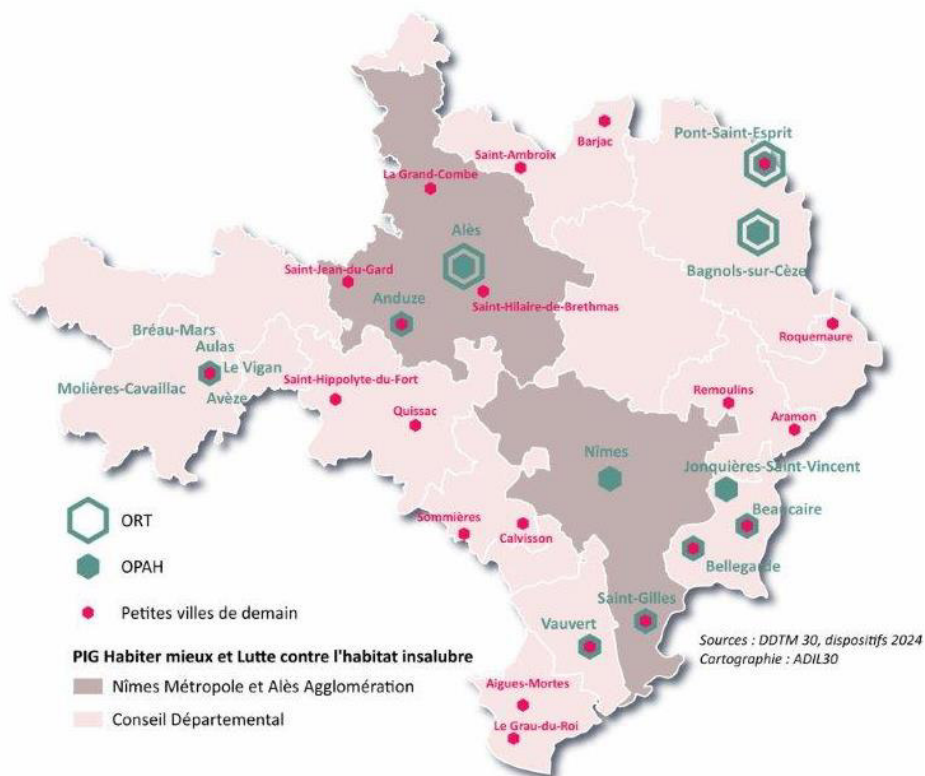 Barjac
Pont-Saint-Esprit
Saint-Ambroix
La Grand-Combe
Alès
Bagnols-sur-Cèze
Saint-Jean-du-Gard
Saint-Hilaire-de-Brethmas
Anduze
Roquemaure
Bréau-Mars
Aulas
Le Vigan
Molières-Cavaillac
Avèze
Saint-Hippolyte-du-Fort
Remoulins
Quissac
Aramon
Nîmes
Jonquières-Saint-Vincent
Beaucaire
Sommières
Calvisson
Bellegarde
Saint-Gilles
Vauvert
Aigues-Mortes
Le Grau-du-Roi
ORT
OPAH
Petites villes de demain
PIG Habiter mieux et Lutte contre l'habitat insalubre
Nîmes Métropole et Alès Agglomération
Conseil Départemental
Sources : DDTM 30, dispositifs 2024
Cartographie : ADIL30